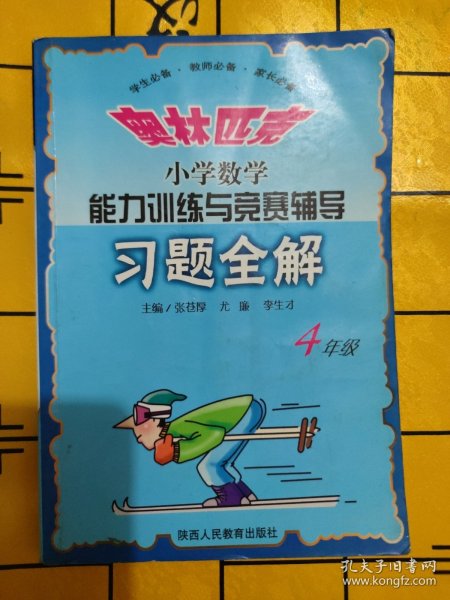 学生必备·教师必备·家长必备
奥林匹克
小学数学
能力训练与竞赛辅导
习题全解
主编/张苍厚 尤廉 李生才
4年级
陕西人民教育出版社
孔夫子旧书网
www.kongfz.com